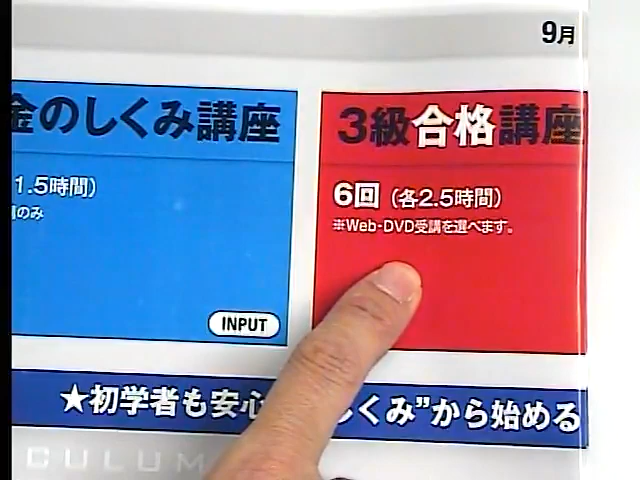 9月
金のしくみ講座
3級合格講座
1.5時間）
のみ
6回（各2.5時間）
※Web-DVD受講を選べます。
INPUT
★初学者も安心 しくみ”から始める
CULUM